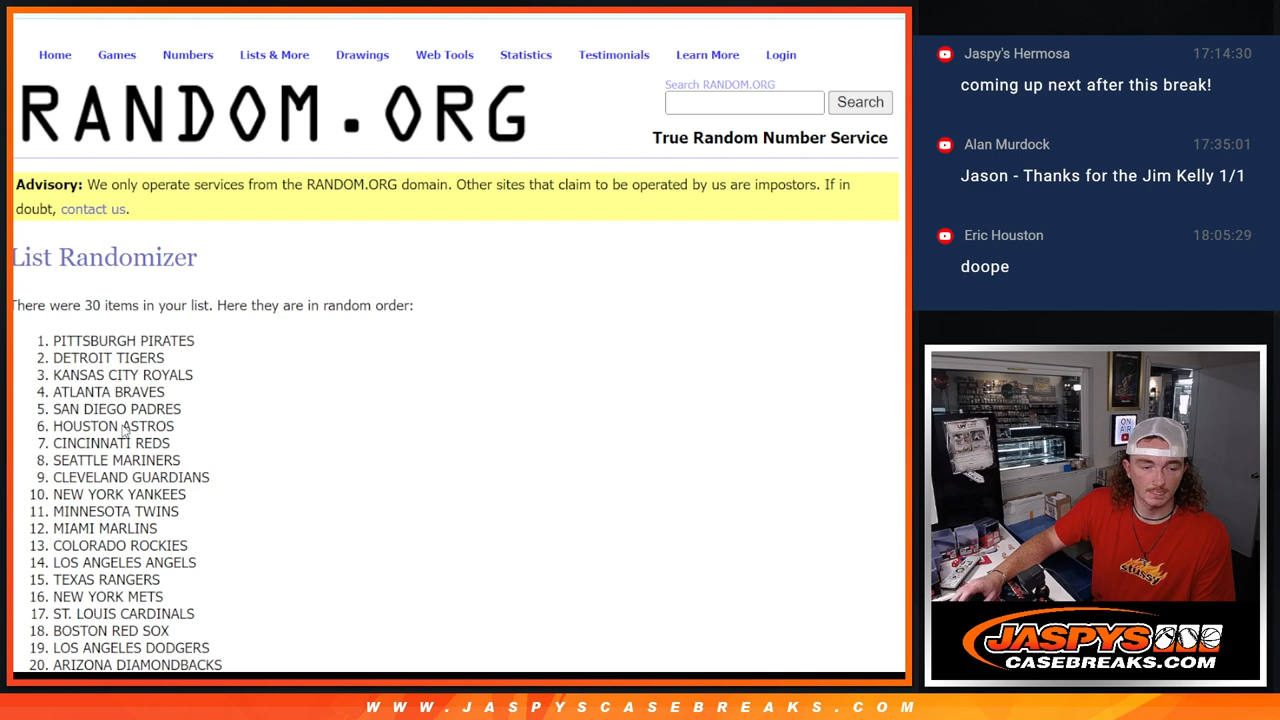 Home Games Numbers Lists & More Drawings Web Tools Statistics Testimonials Learn More Login
RANDOM.ORG
Search RANDOM.ORG
Search
True Random Number Service
Advisory: We only operate services from the RANDOM.ORG domain. Other sites that claim to be operated by us are impostors. If in
doubt, contact us.
List Randomizer
There were 30 items in your list. Here they are in random order:
1. PITTSBURGH PIRATES
2. DETROIT TIGERS
3. KANSAS CITY ROYALS
4. ATLANTA BRAVES
5. SAN DIEGO PADRES
6. HOUSTON ASTROS
7. CINCINNATI REDS
8. SEATTLE MARINERS
9. CLEVELAND GUARDIANS
10. NEW YORK YANKEES
11. MINNESOTA TWINS
12. MIAMI MARLINS
13. COLORADO ROCKIES
14. LOS ANGELES ANGELS
15. TEXAS RANGERS
16. NEW YORK METS
17. ST. LOUIS CARDINALS
18. BOSTON RED SOX
19. LOS ANGELES DODGERS
20. ARIZONA DIAMONDBACKS
Jaspy's Hermosa 17:14:30
coming up next after this break!
Alan Murdock 17:35:01
Jason - Thanks for the Jim Kelly 1/1
Eric Houston 18:05:29
doope
ON
AIR
STUSSY
JASPYS
CASEBREAKS.COM
WWW.JASPYSCASEBREAKS.COM